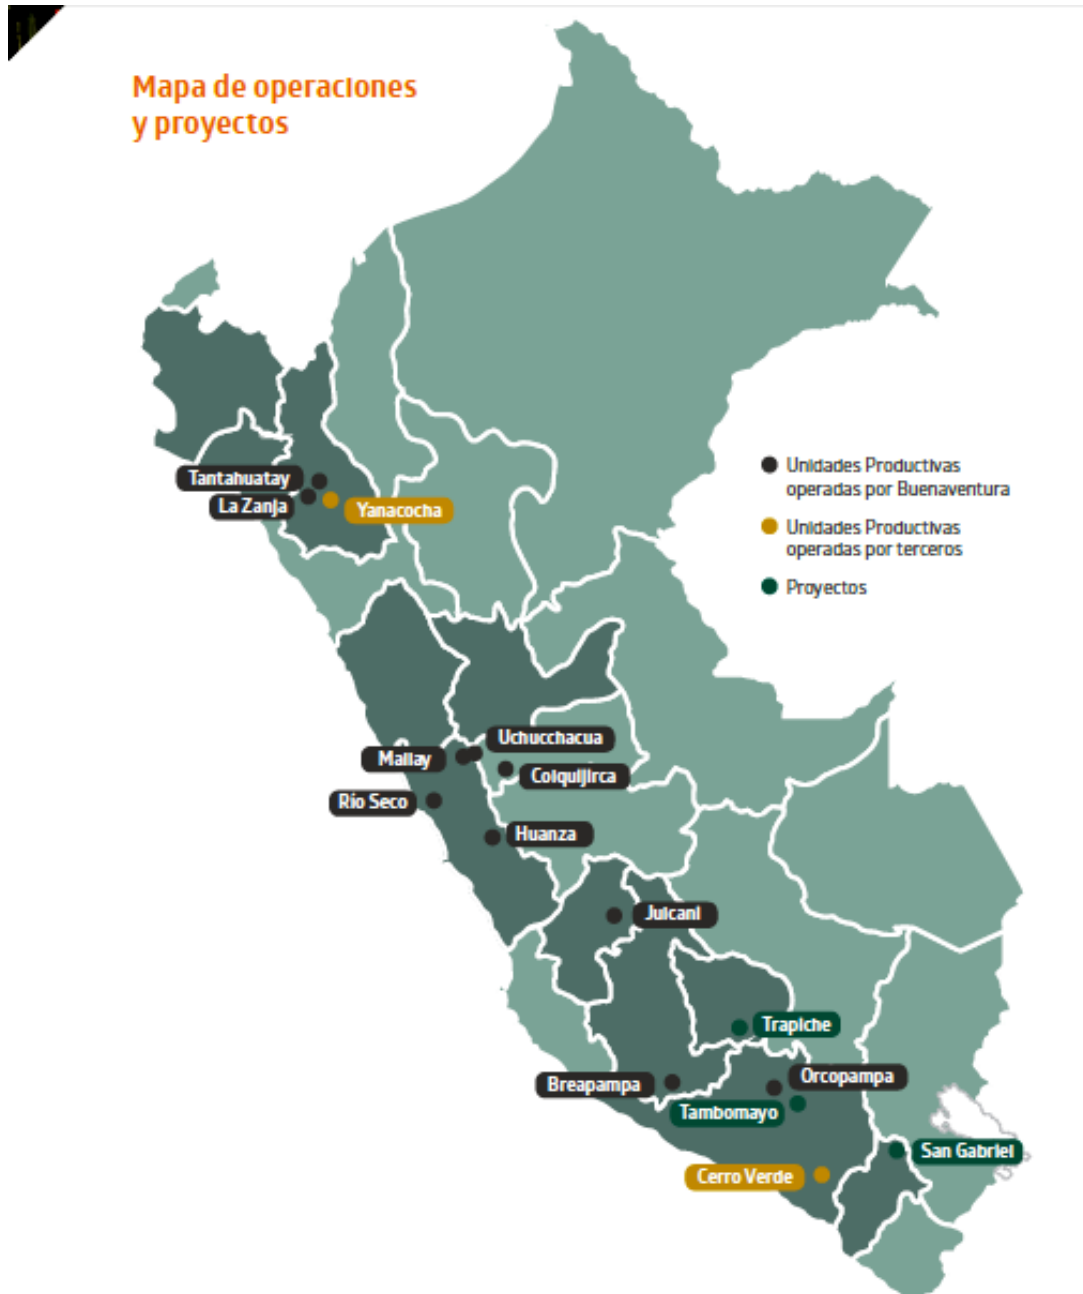 Mapa de operaciones
y proyectos
Unidades Productivas
operadas por Buenaventura
Unidades Productivas
operadas por terceros
Proyectos
Tantahuatay
La Zanja
Yanacocha
Uchucchacua
Mallay
Colquijirca
Río Seco
Huanza
Julcani
Trapiche
Orcopampa
Breapampa
Tambomayo
San Gabriel
Cerro Verde